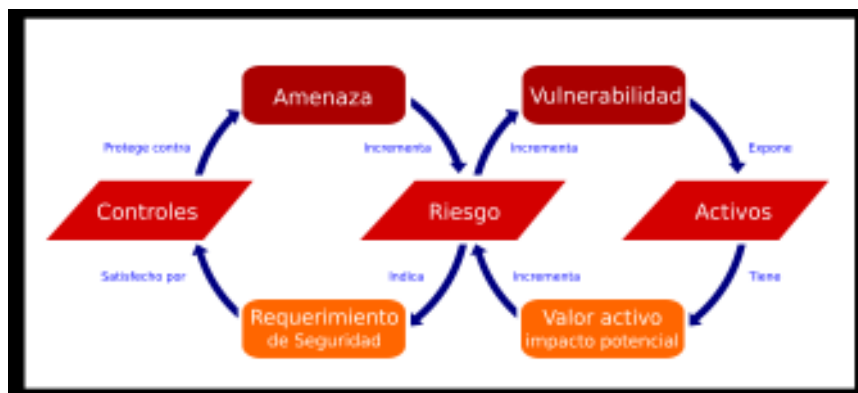 Amenaza
Vulnerabilidad
Protege contra
Incrementa
Incrementa
Expone
Controles
Riesgo
Activos
Satisfecho por
Indica
Incrementa
Tiene
Requerimiento
de Seguridad
Valor activo
impacto potencial